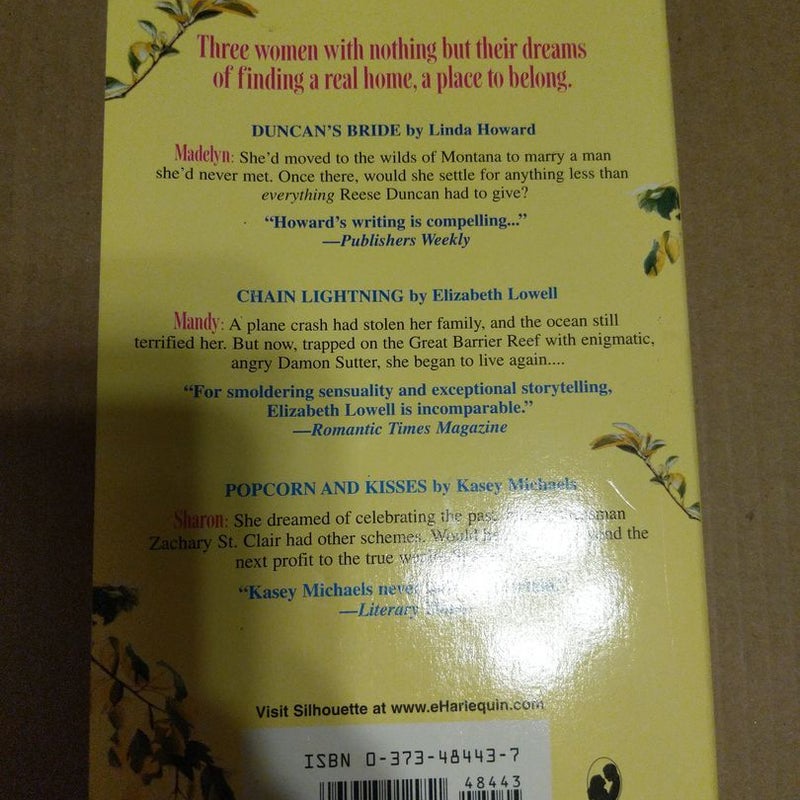 Three women with nothing but their dreams
of finding a real home, a place to belong.
DUNCAN'S BRIDE by Linda Howard
Madelyn: She'd moved to the wilds of Montana to marry a man
she'd never met. Once there, would she settle for anything less than
everything Reese Duncan had to give?
"Howard's writing is compelling..."
—Publishers Weekly
CHAIN LIGHTNING by Elizabeth Lowell
Mandy: A plane crash had stolen her family, and the ocean still
terrified her. But now, trapped on the Great Barrier Reef with enigmatic,
angry Damon Sutter, she began to live again....
"For smoldering sensuality and exceptional storytelling,
Elizabeth Lowell is incomparable."
—Romantic Times Magazine
POPCORN AND KISSES by Kasey Michaels
Sharon: She dreamed of celebrating the past
Zachary St. Clair had other schemes. Would the
next profit to the true
"Kasey Michaels never
—Literary
Visit Silhouette at www.eHarlequin.com
ISBN 0-373-48443-7
48443